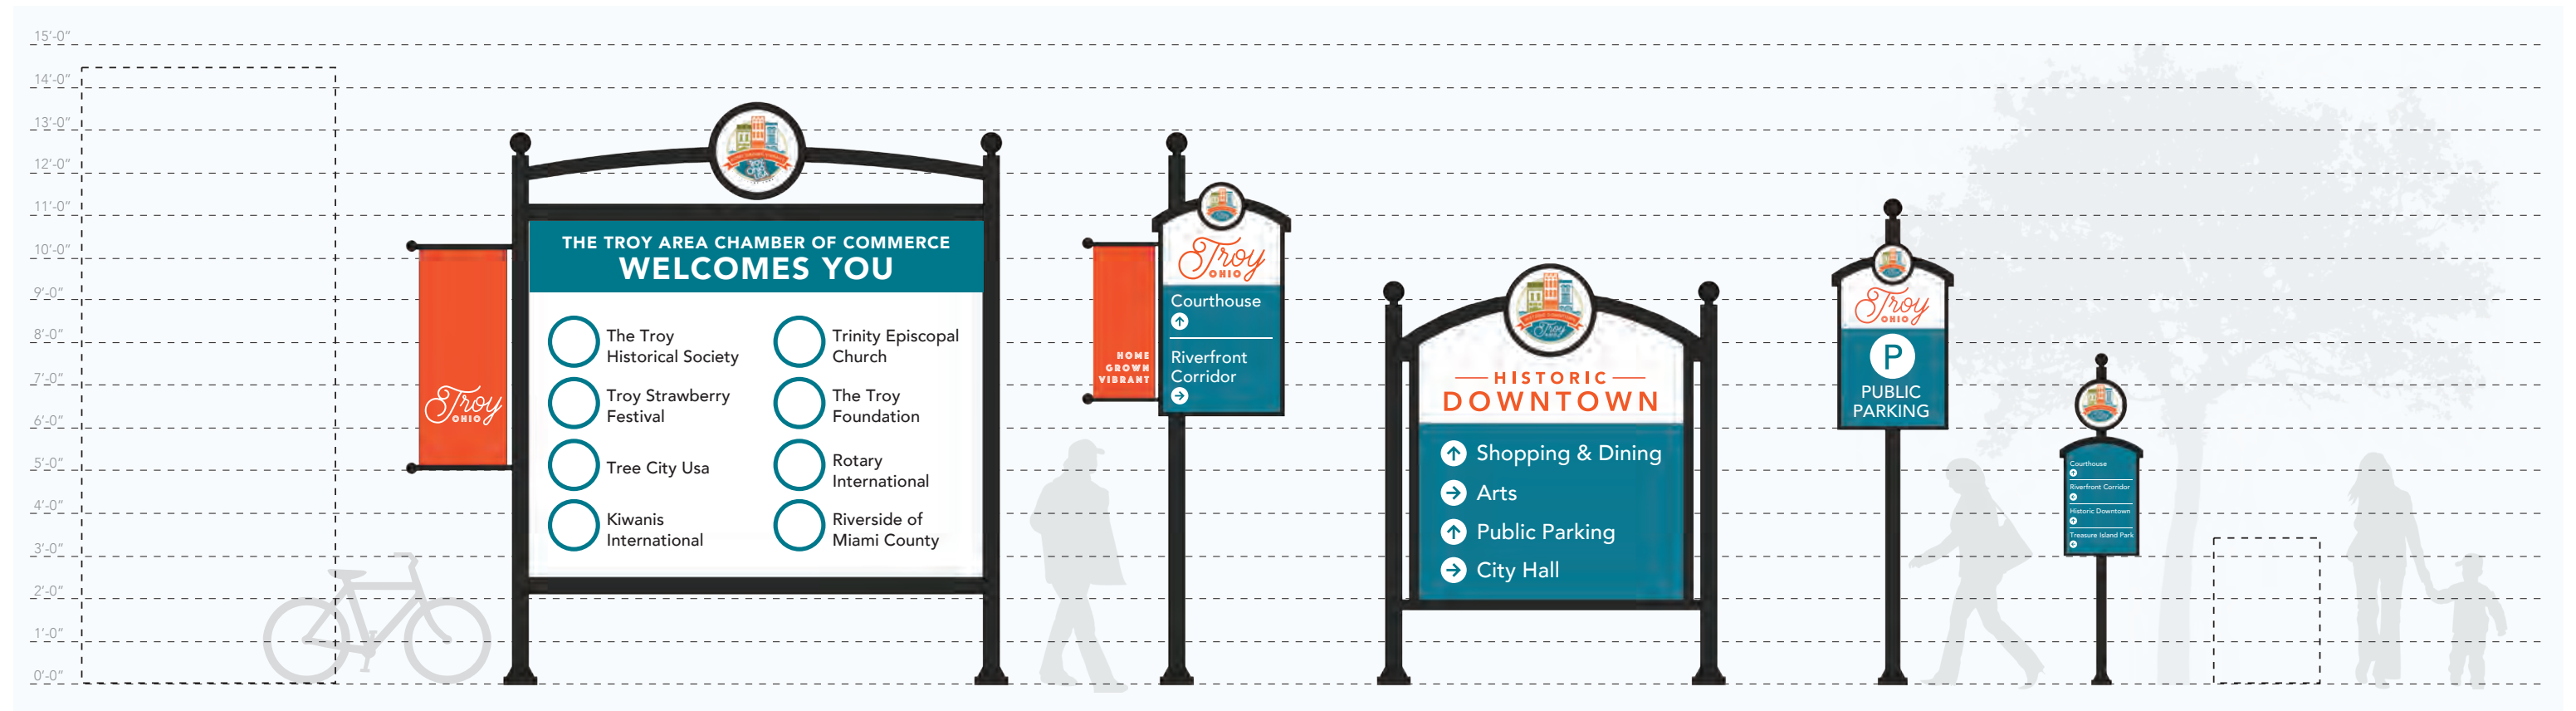 15'-0"
14'-0"
13'-0"
12'-0"
11'-0"
10'-0"
9'-0"
8'-0"
7'-0"
6'-0"
5'-0"
4'-0"
3'-0"
2'-0"
1'-0"
0'-0"
Troy
OHIO
THE TROY AREA CHAMBER OF COMMERCE
WELCOMES YOU
The Troy
Historical Society
Troy Strawberry
Festival
Tree City Usa
Kiwanis
International
Trinity Episcopal
Church
The Troy
Foundation
Rotary
International
Riverside of
Miami County
HOME
GROWN
VIBRANT
Troy
OHIO
Courthouse
Riverfront
Corridor
Troy
HISTORIC
DOWNTOWN
Shopping & Dining
Arts
Public Parking
City Hall
Troy
OHIO
P
PUBLIC
PARKING
Courthouse
Riverfront Corridor
Historic Downtown
Treasure Island Park